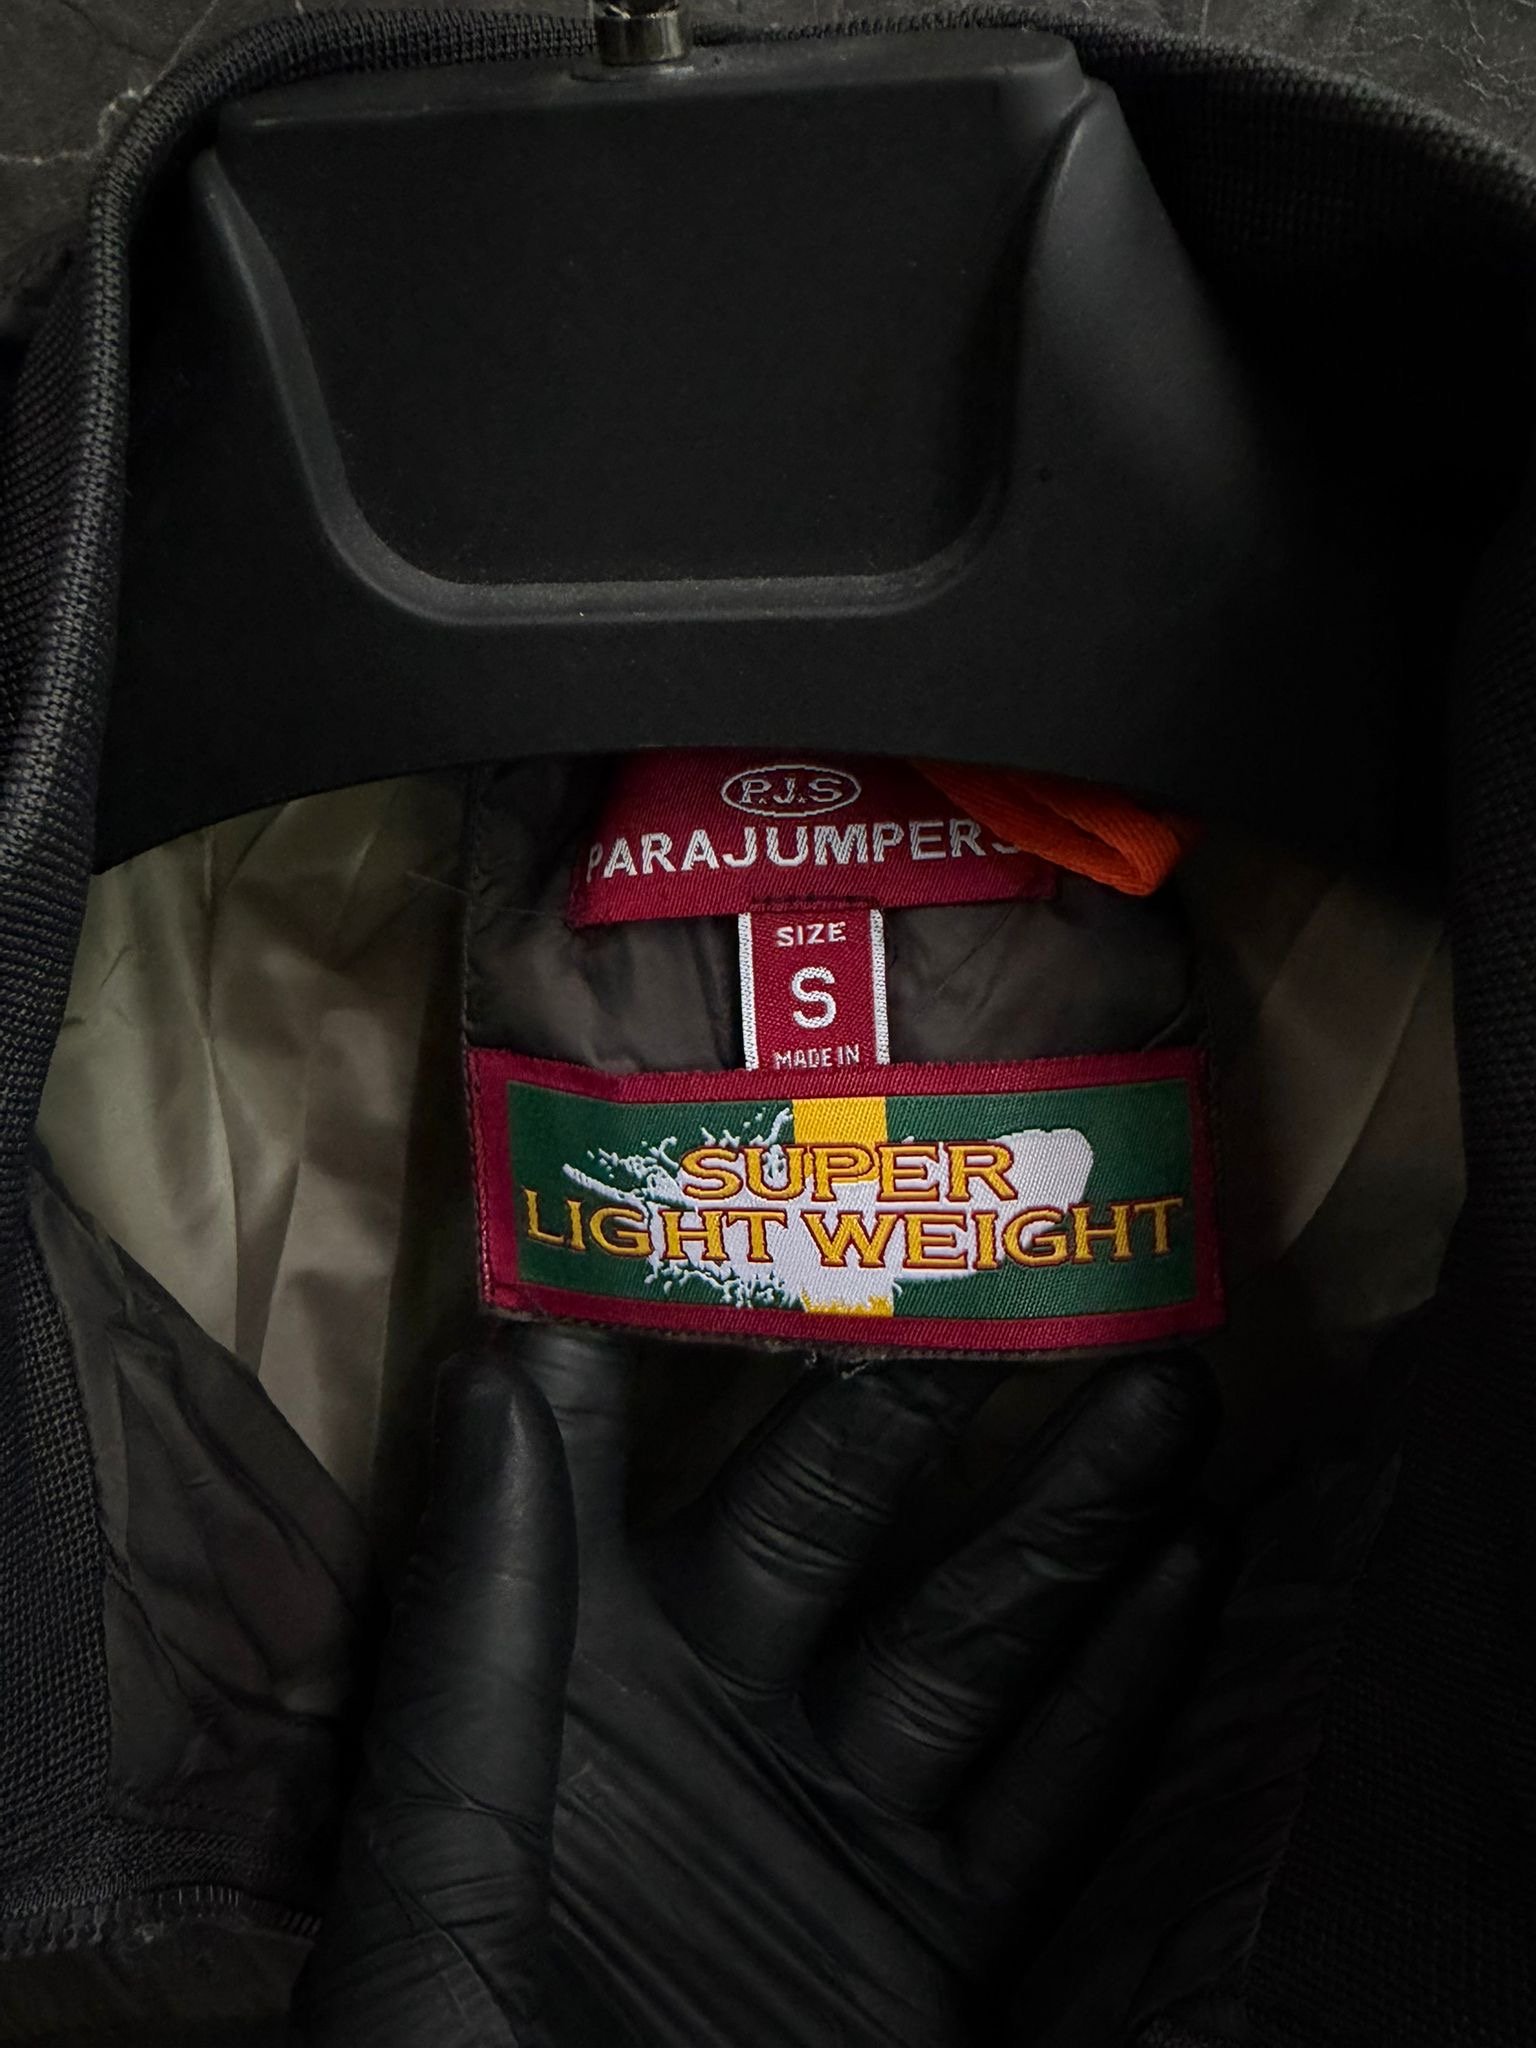 P.J.S
PARAJUMPERS
SIZE
S
MADE IN
SUPER
LIGHT WEIGHT